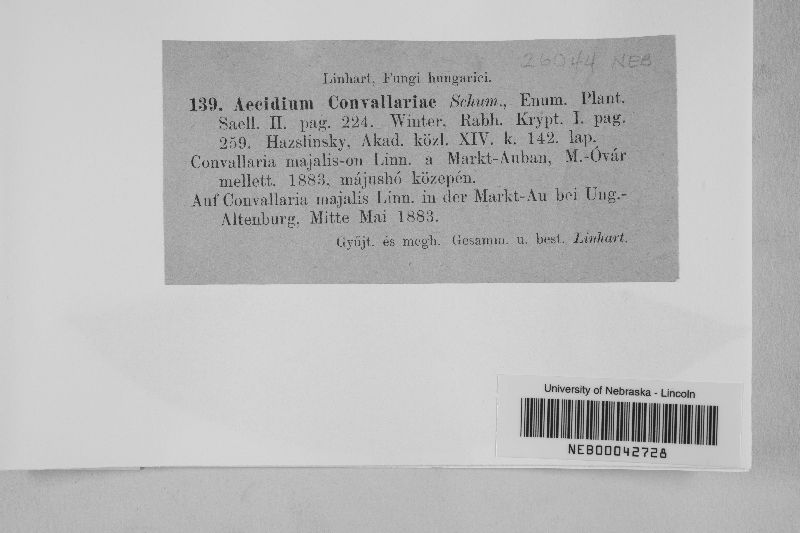 26044 NEB
Linhart, Fungi hungarici.
139. Aecidium Convallariae Schum., Enum. Plant.
Saell. II. pag. 224. Winter. Rabh. Krypt. I. pag.
259. Hazslinsky, Akad. közl. XIV. k. 142. lap.
Convallaria majalis-on Linn. a Markt-Auban, M.-Óvár
mellett. 1883, májushó közepén.
Auf Convallaria majalis Linn. in der Markt-Au bei Ung.-
Altenburg, Mitte Mai 1883.
Gyűjt. és megh. Gesamm. u. best. Linhart.
University of Nebraska - Lincoln
NEB00042728